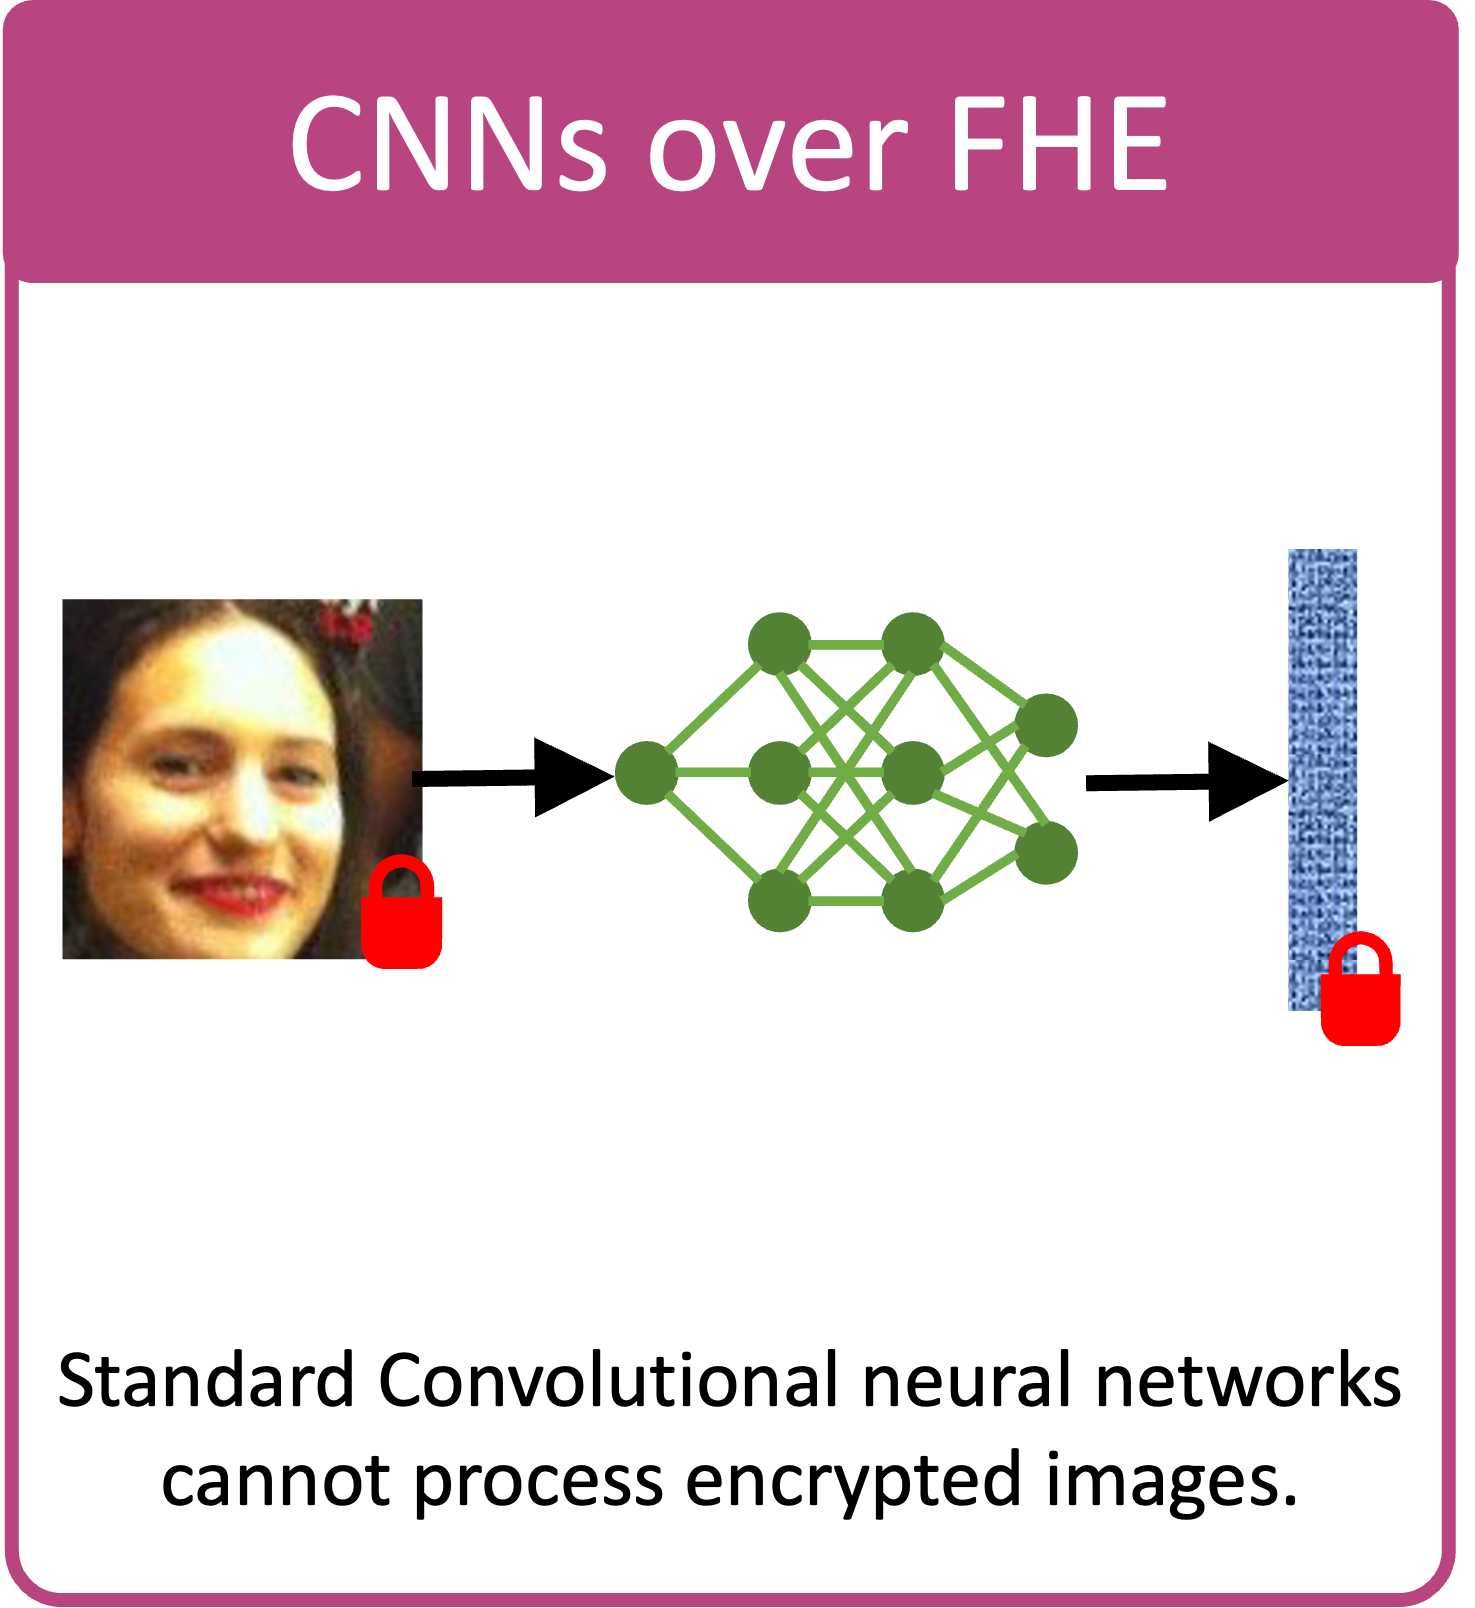 CNNs over FHE
Standard Convolutional neural networks
cannot process encrypted images.